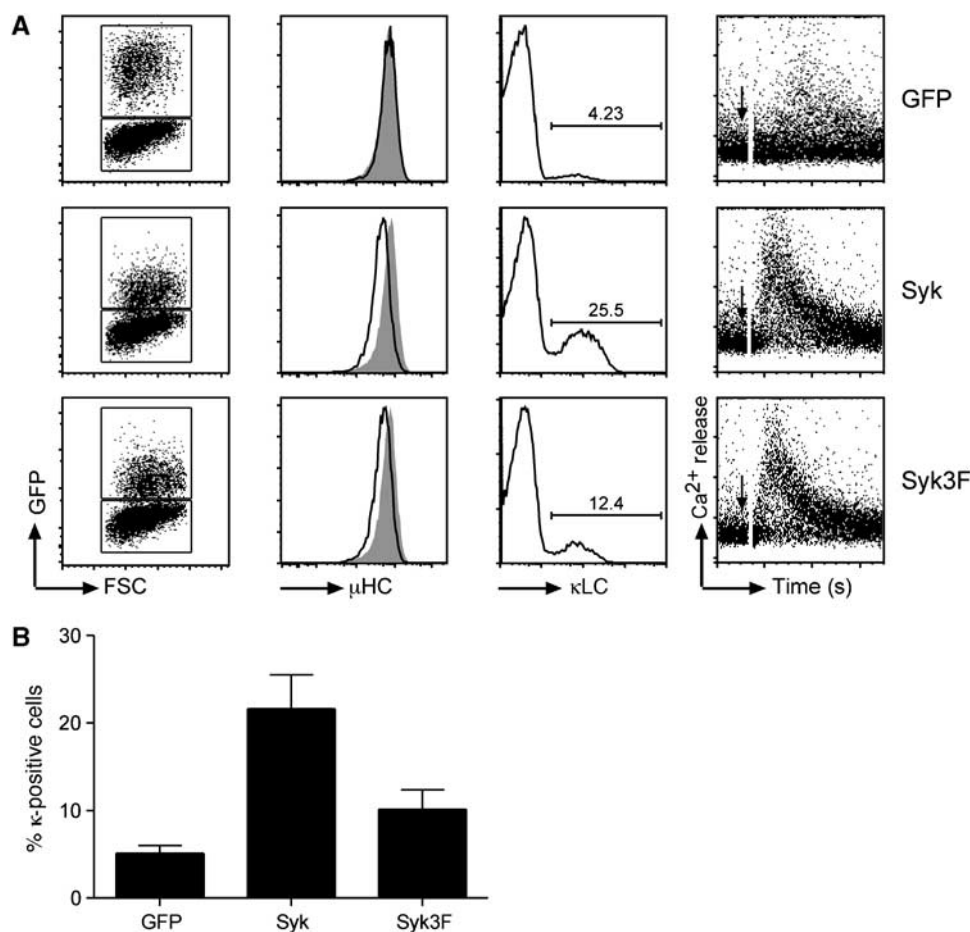 A
GFP
4.23
Syk
25.5
Syk3F
12.4
GFP
FSC
μHC
κLC
Ca2+ release
Time (s)
B
% κ-positive cells
30
20
10
0
GFP
Syk
Syk3F